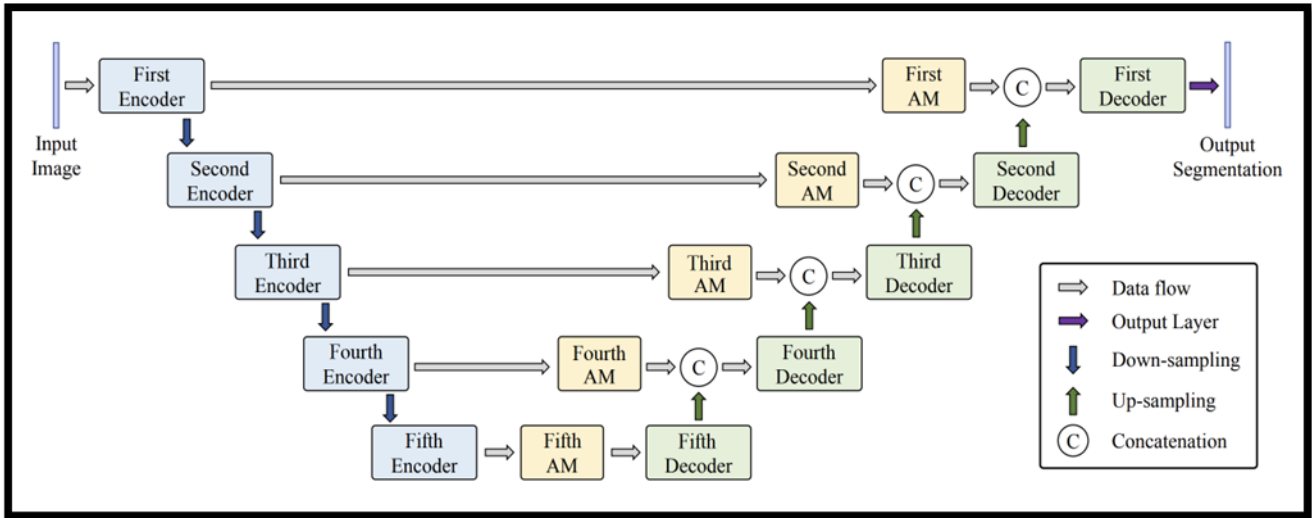 First
Encoder
First
AM
C
First
Decoder
Input
Image
Output
Segmentation
Second
Encoder
Second
AM
C
Second
Decoder
Third
Encoder
Third
AM
C
Third
Decoder
Fourth
Encoder
Fourth
AM
C
Fourth
Decoder
Fifth
Encoder
Fifth
AM
Fifth
Decoder
Data flow
Output Layer
Down-sampling
Up-sampling
C Concatenation